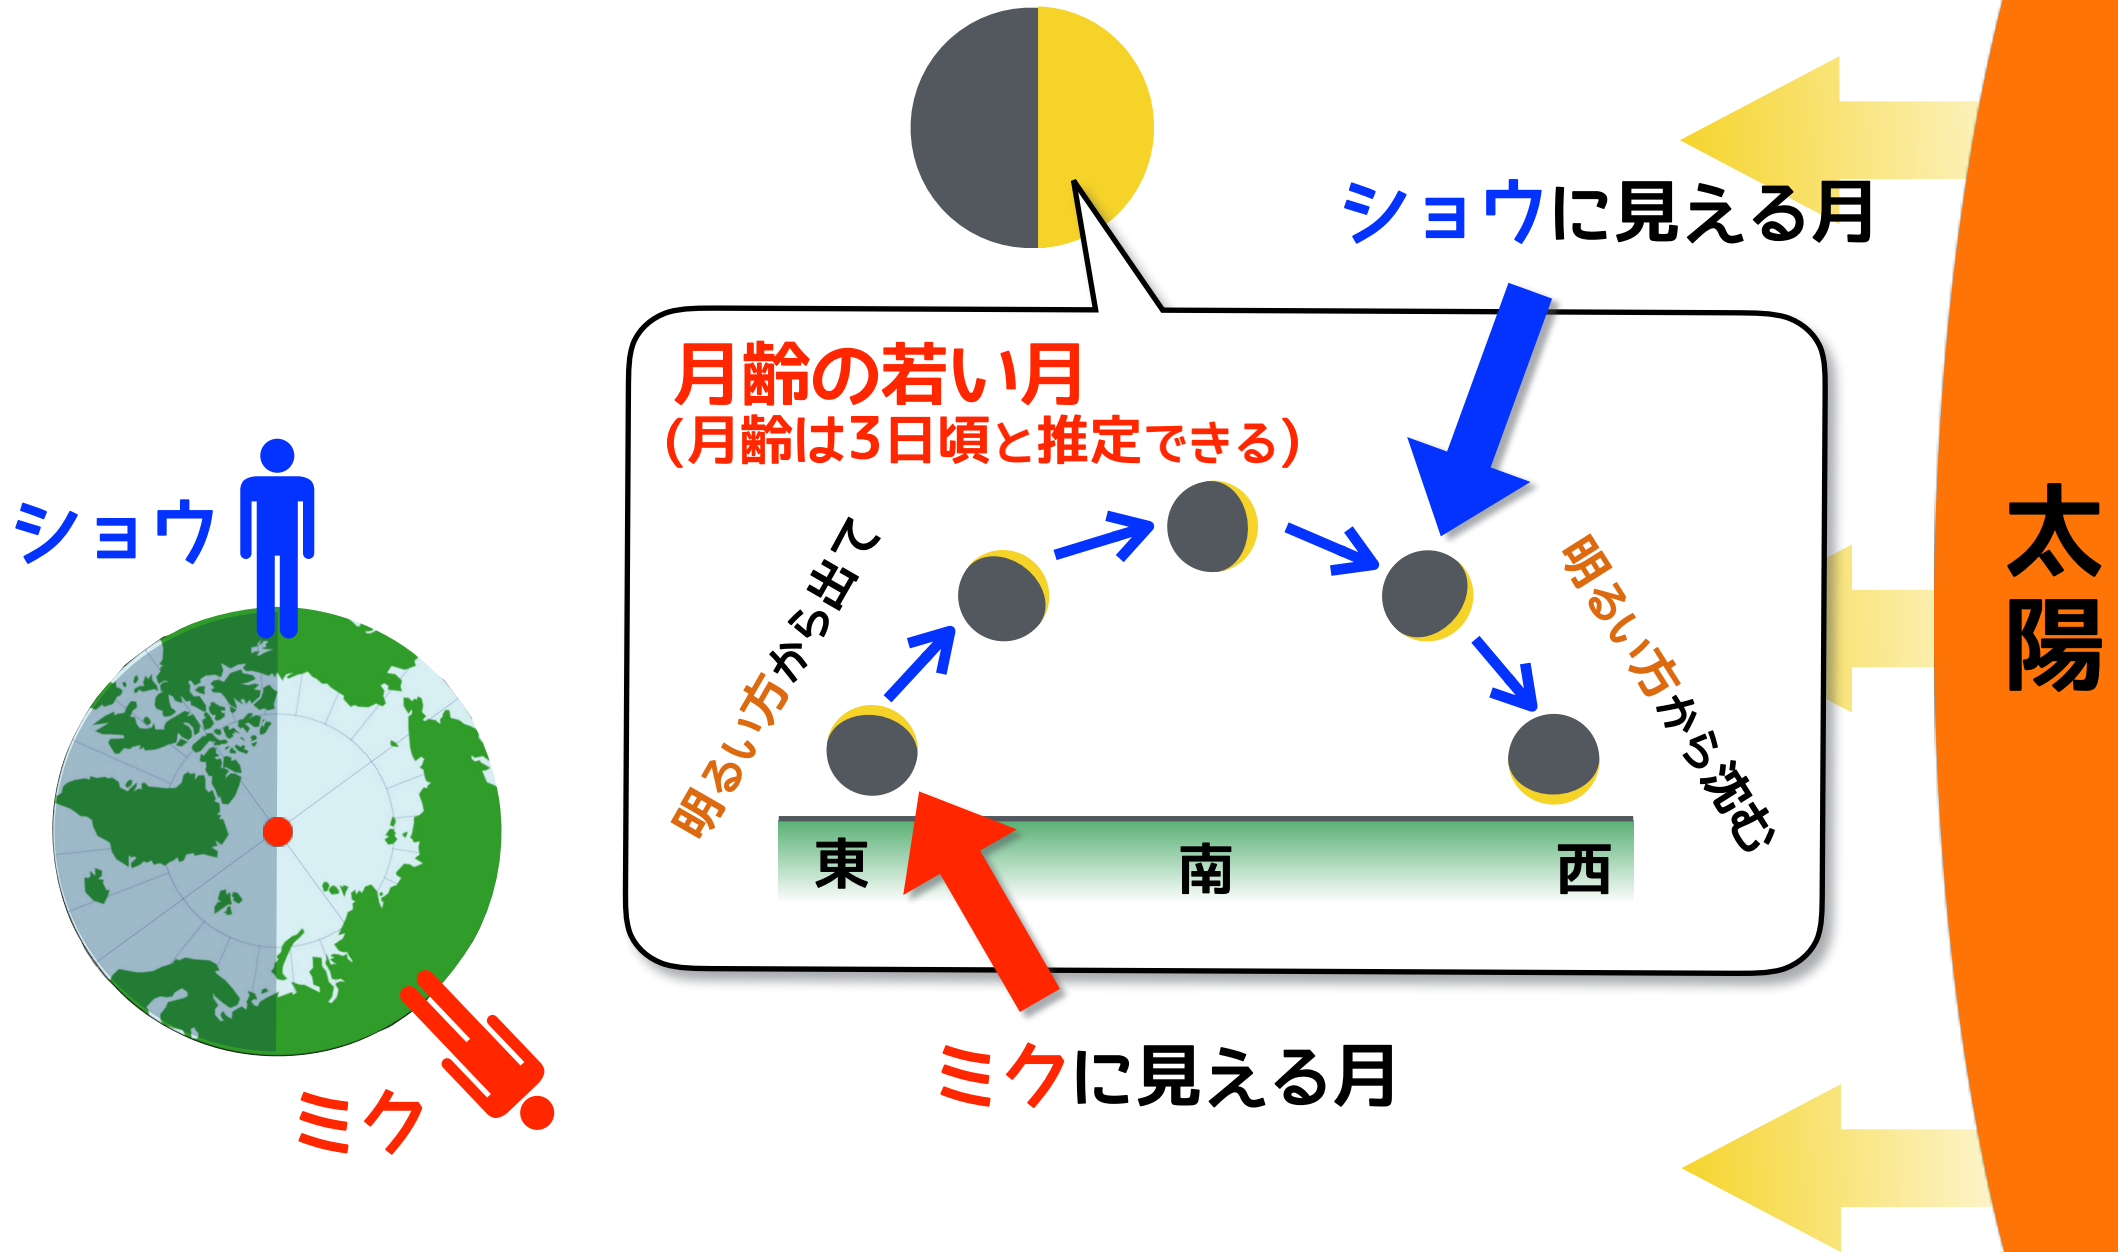 ショウに見える月
月齢の若い月
(月齢は3日頃と推定できる)
ショウ
明るい方から出て
明るい方から沈む
太陽
東
南
西
ミクに見える月
ミク